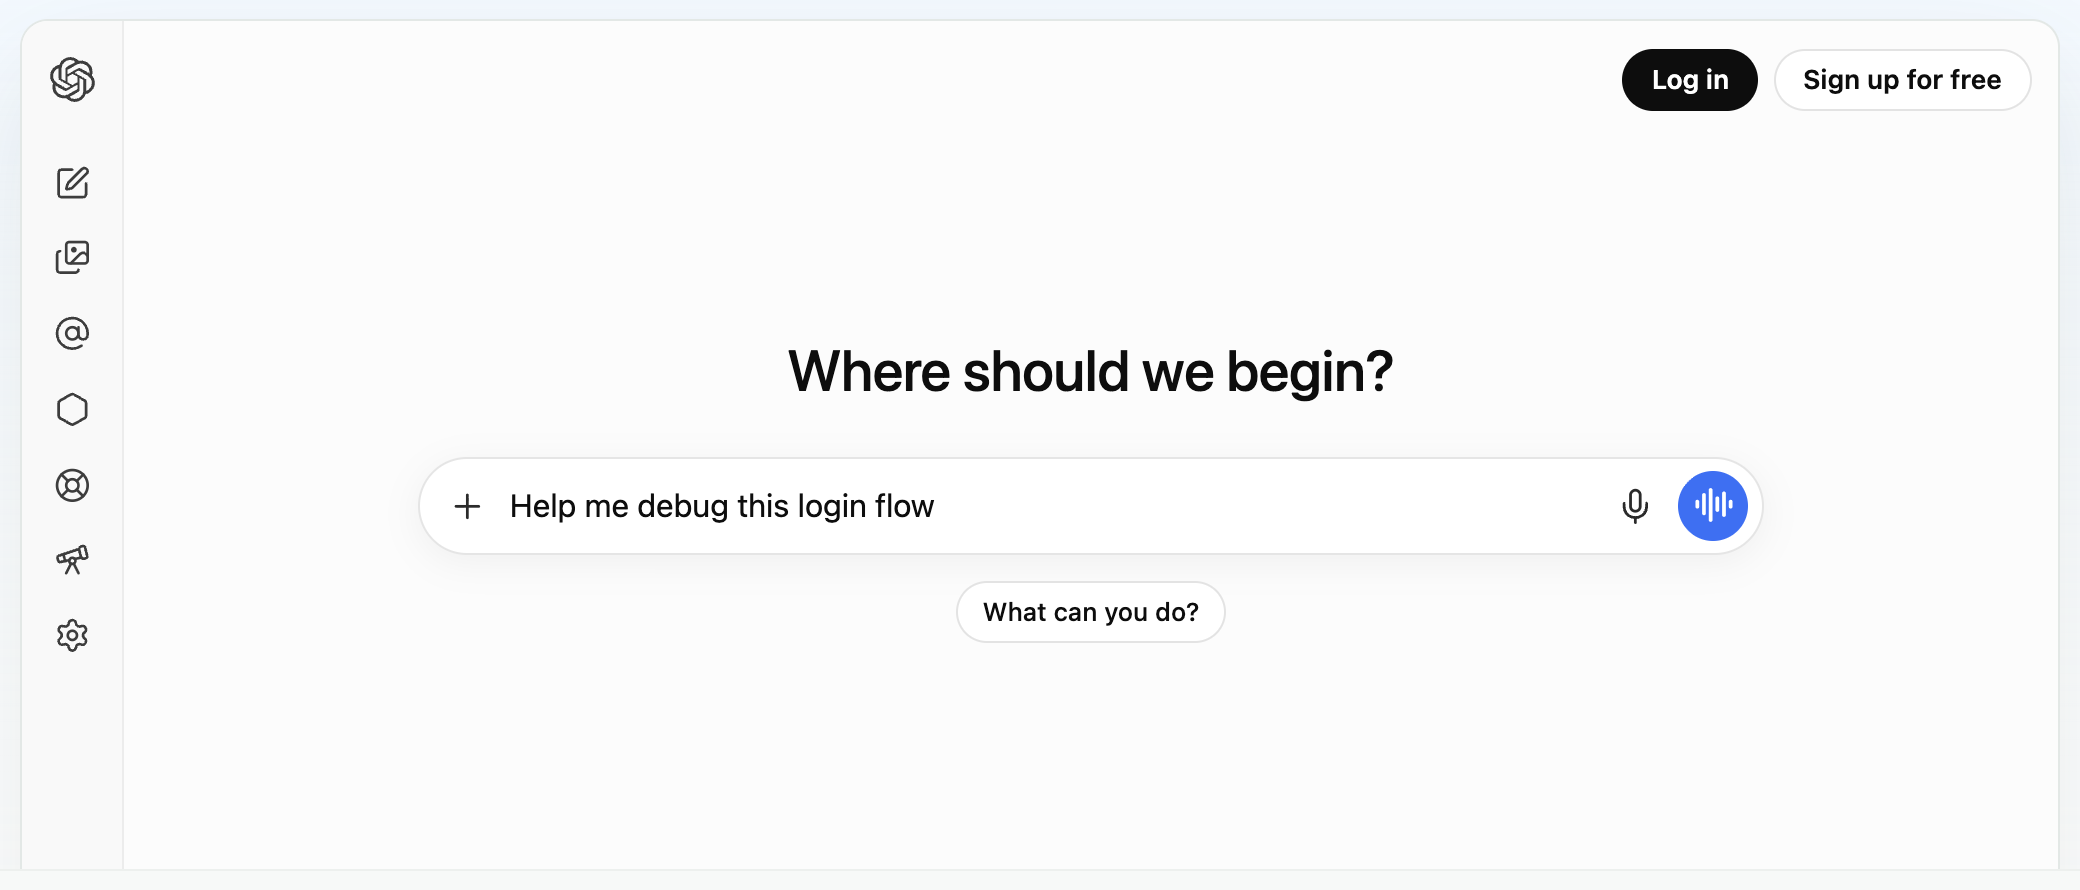 Log in
Sign up for free
Where should we begin?
Help me debug this login flow
What can you do?